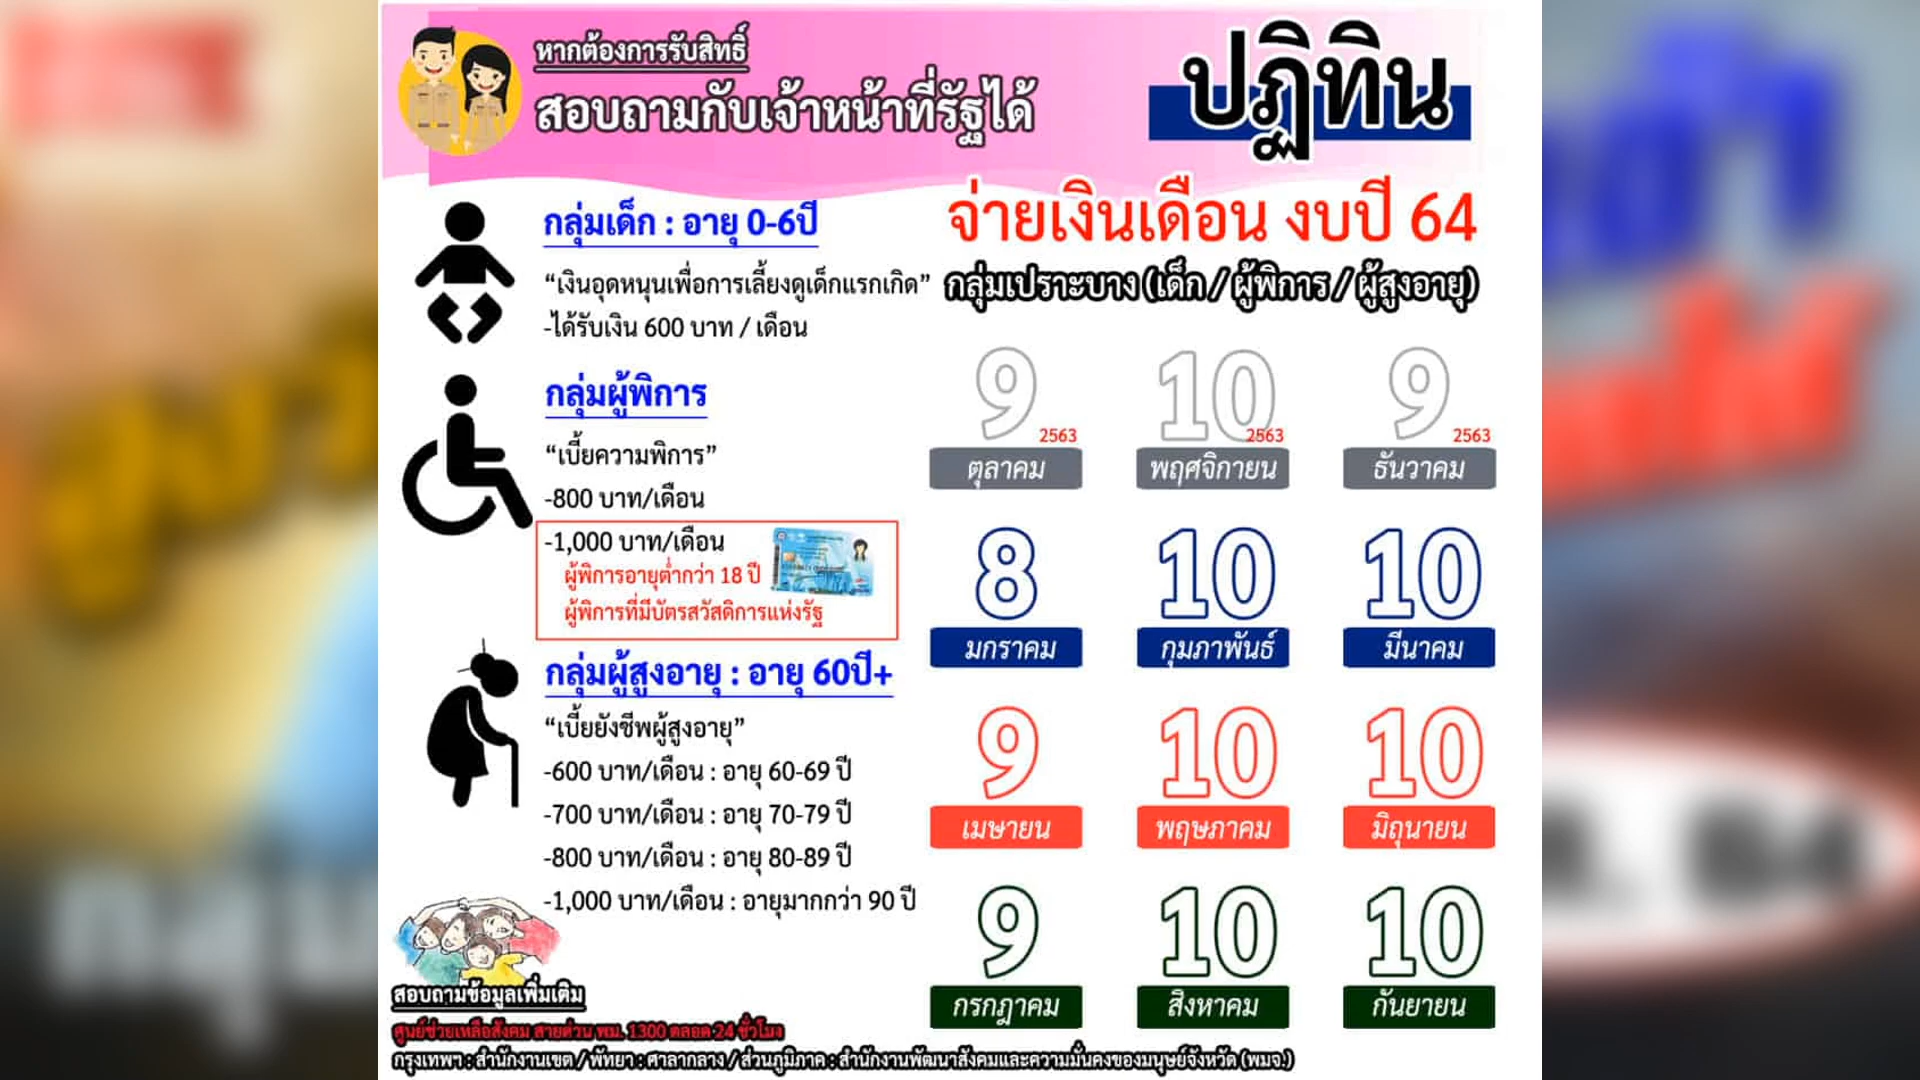 หากต้องการรับสิทธิ์
สอบถามกับเจ้าหน้าที่รัฐได้
ปฏิทิน
จ่ายเงินเดือน งบปี 64
กลุ่มเปราะบาง (เด็ก / ผู้พิการ / ผู้สูงอายุ)
กลุ่มเด็ก : อายุ 0-6ปี
“เงินอุดหนุนเพื่อการเลี้ยงดูเด็กแรกเกิด”
-ได้รับเงิน 600 บาท / เดือน
กลุ่มผู้พิการ
“เบี้ยความพิการ”
-800 บาท/เดือน
-1,000 บาท/เดือน
ผู้พิการอายุต่ำกว่า 18 ปี
ผู้พิการที่มีบัตรสวัสดิการแห่งรัฐ
กลุ่มผู้สูงอายุ : อายุ 60ปี+
“เบี้ยยังชีพผู้สูงอายุ”
-600 บาท/เดือน : อายุ 60-69 ปี
-700 บาท/เดือน : อายุ 70-79 ปี
-800 บาท/เดือน : อายุ 80-89 ปี
-1,000 บาท/เดือน : อายุมากกว่า 90 ปี
9 10 9
2563 2563 2563
ตุลาคม พฤศจิกายน ธันวาคม
8 10 10
มกราคม กุมภาพันธ์ มีนาคม
9 10 10
เมษายน พฤษภาคม มิถุนายน
9 10 10
กรกฎาคม สิงหาคม กันยายน
สอบถามข้อมูลเพิ่มเติม
ศูนย์ช่วยเหลือสังคม สายด่วน พม. 1300 ตลอด 24 ชั่วโมง
กรุงเทพฯ : สำนักงานเขต / พัทยา : ศาลากลาง / ส่วนภูมิภาค : สำนักงานพัฒนาสังคมและความมั่นคงของมนุษย์จังหวัด (พมจ.)